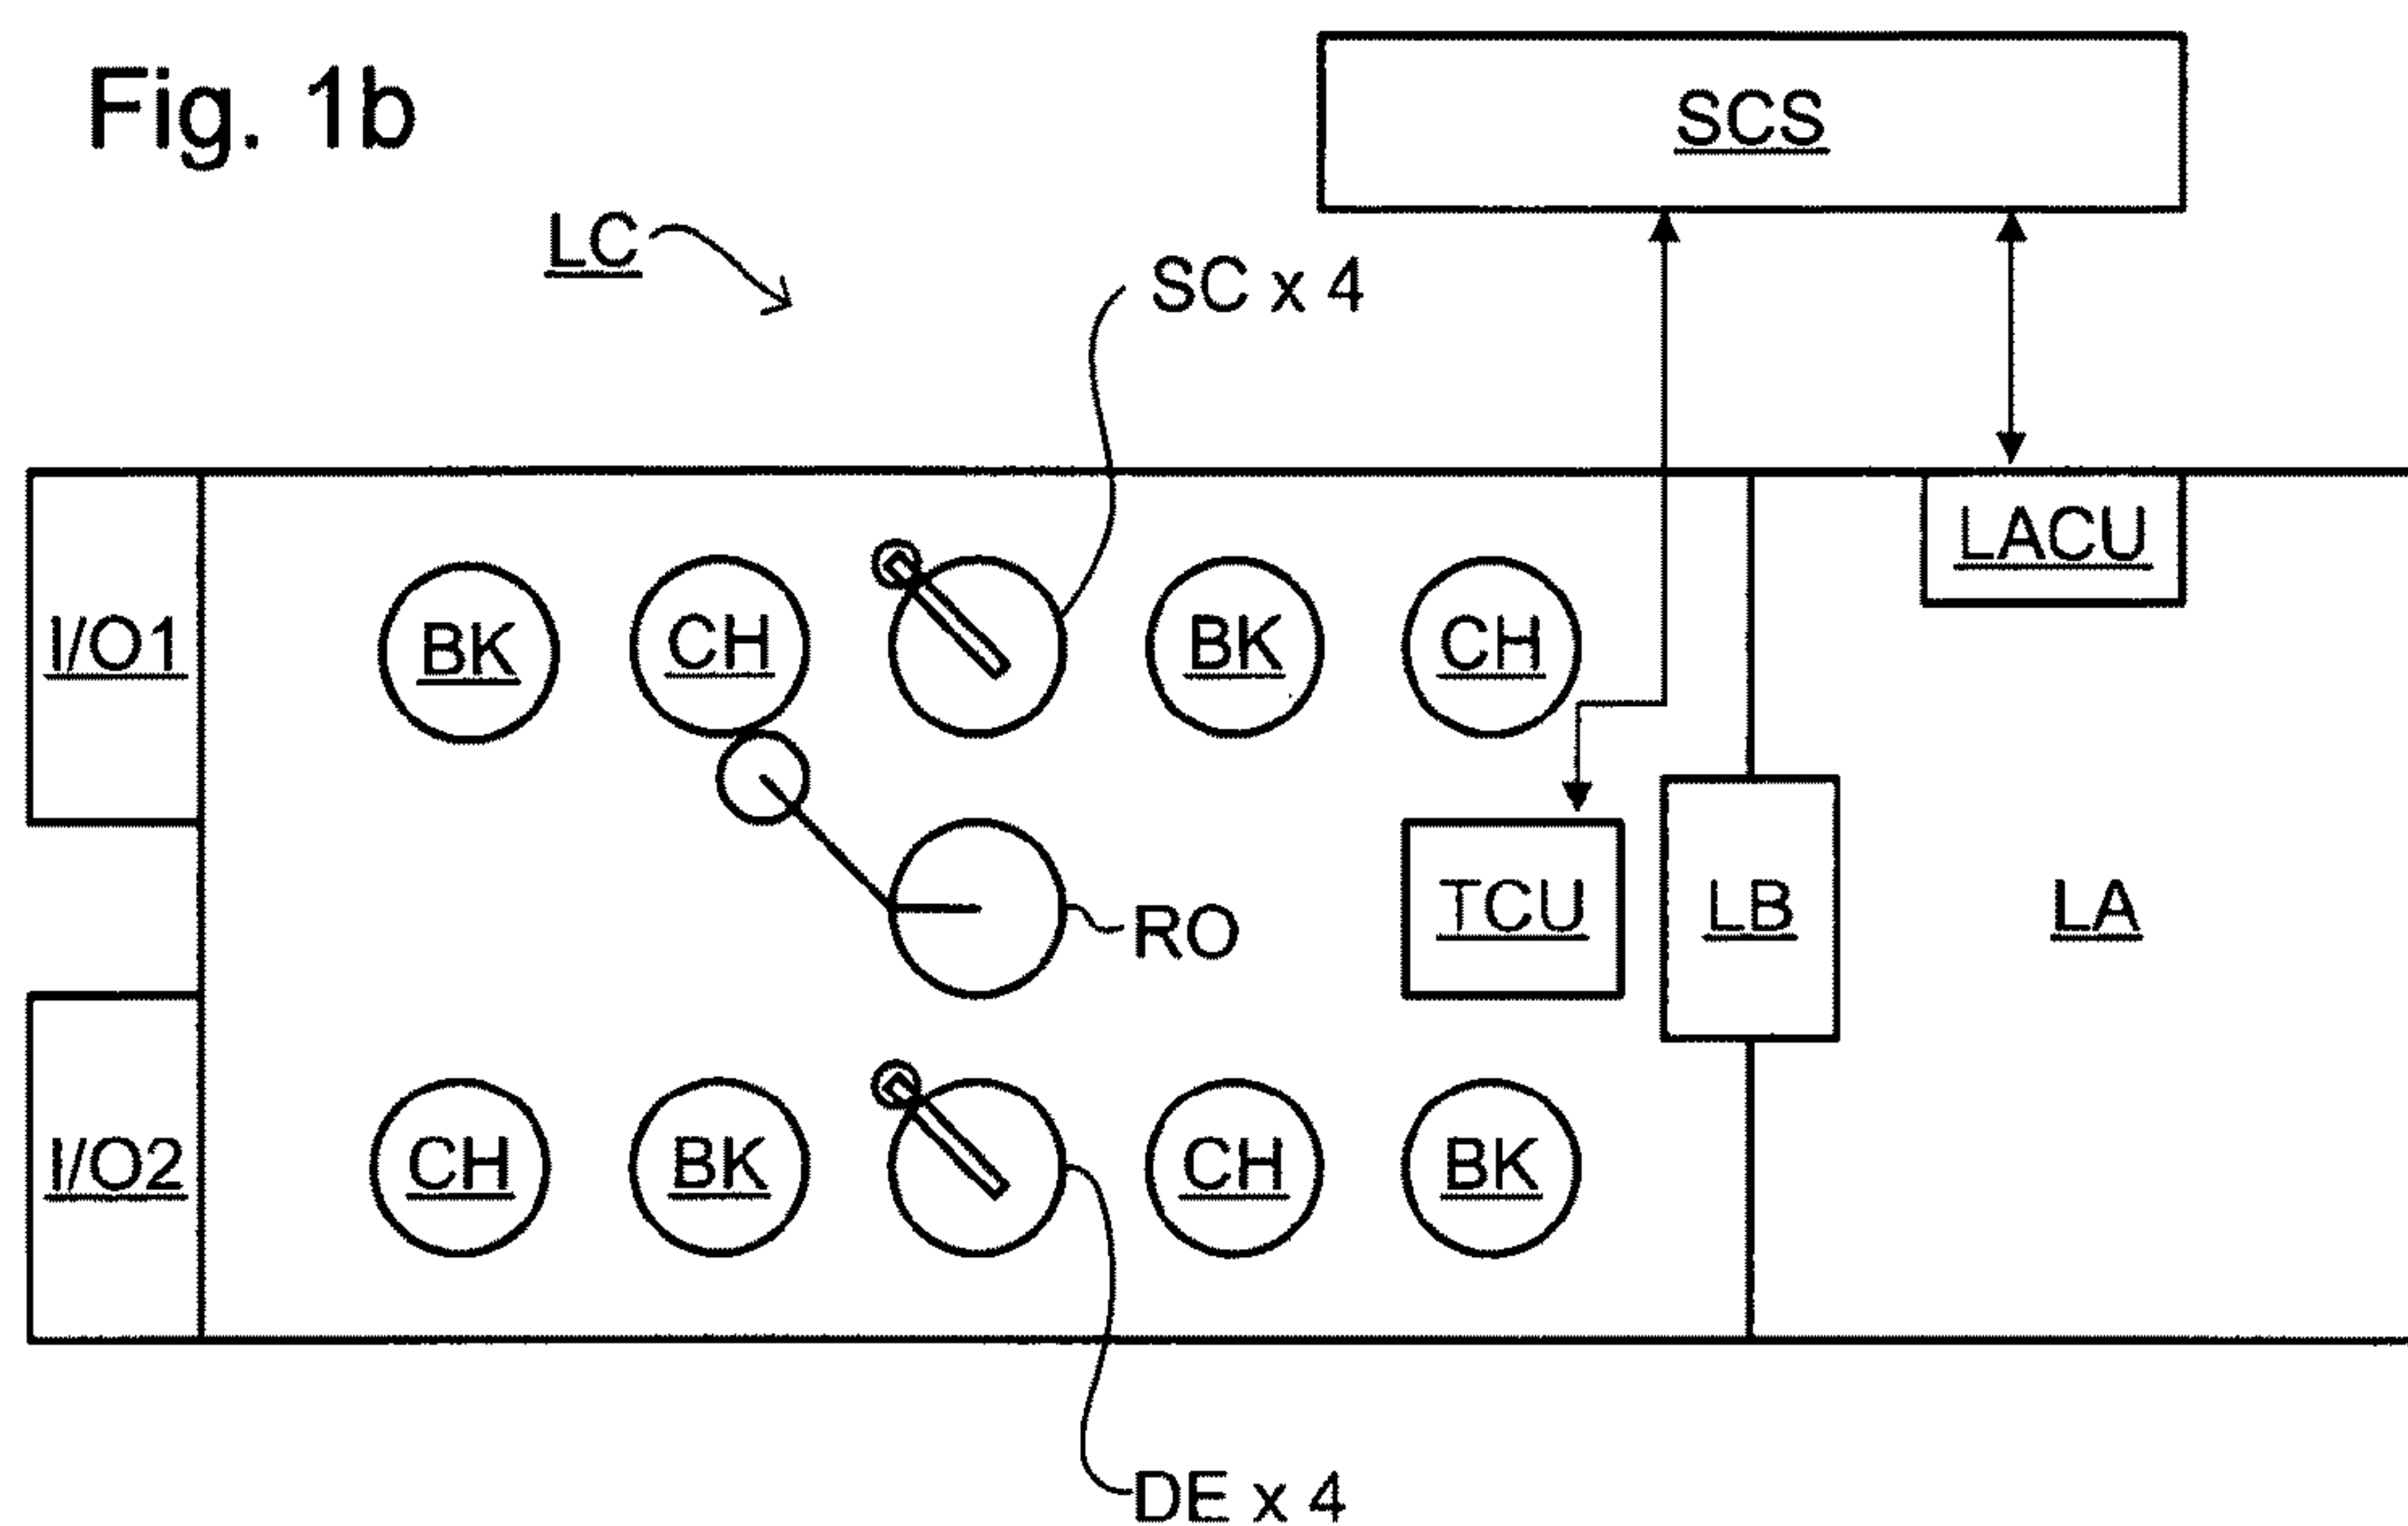 Fig. 1b
SCS
LC
SC x 4
LACU
I/O1
BK
CH
BK
CH
TCU
LB
LA
RO
I/O2
CH
BK
CH
BK
DE x 4